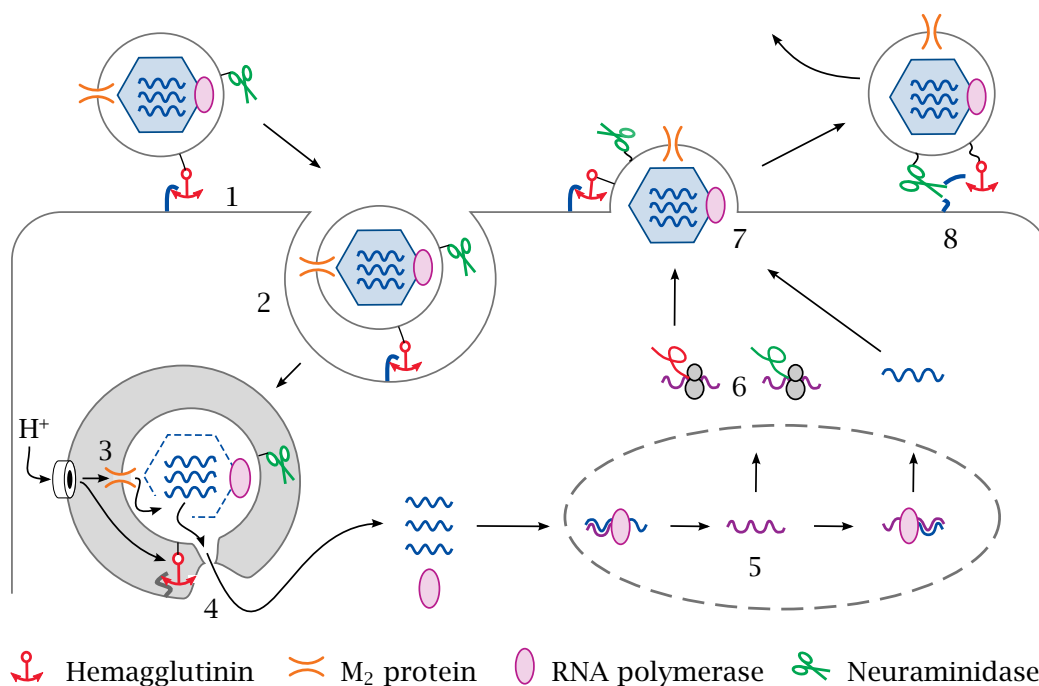 1
2
3
H⁺
4
5
6
7
8
Hemagglutinin
M₂ protein
RNA polymerase
Neuraminidase